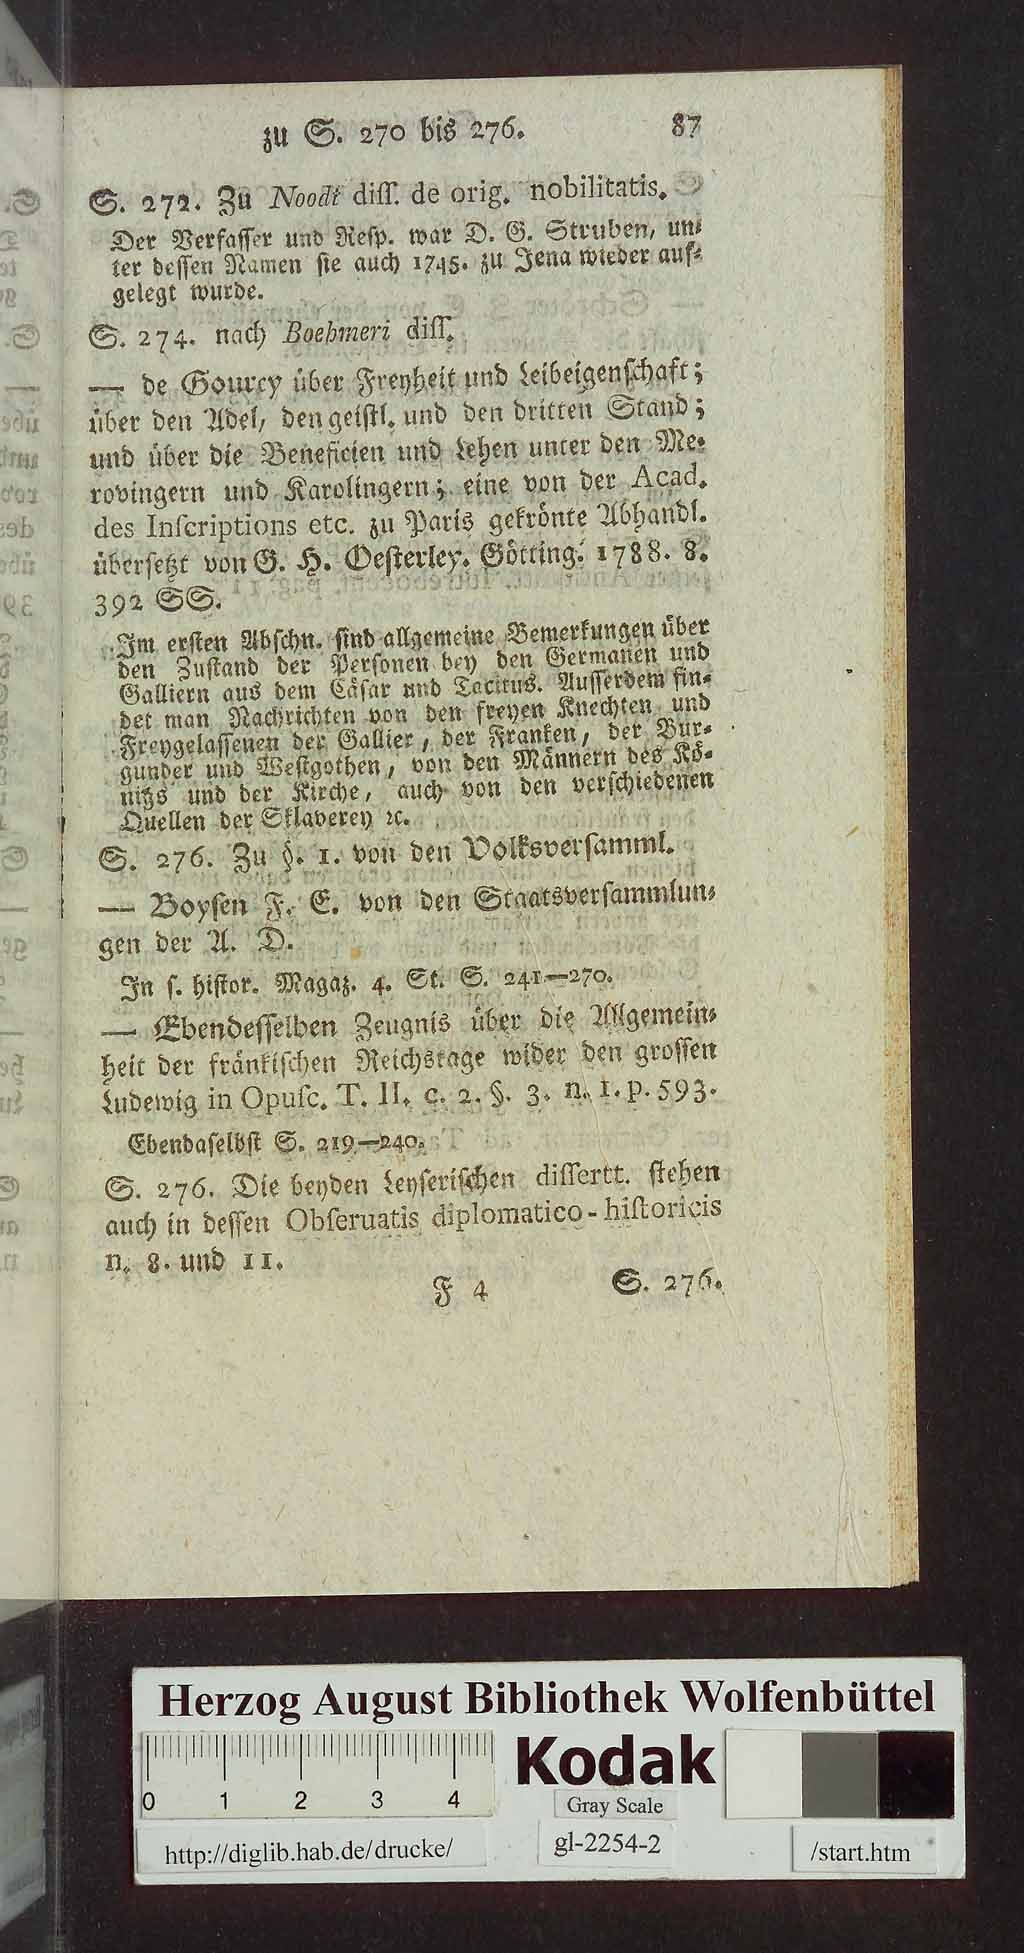 zu S. 270 bis 276. 87
S. 272. Zu Noodt diſſ. de orig. nobilitatis.
Der Verfaſſer und Reſp. war D. G. Struben, un⸗
ter deſſen Namen ſie auch 1745. zu Jena wieder auf⸗
gelegt wurde.
S. 274. nach Boehmeri diſſ.
— de Gourcy über Freyheit und Leibeigenſchaft;
über den Adel, den geiſtl. und den dritten Stand;
und über die Beneficien und Lehen unter den Me⸗
rovingern und Karolingern; eine von der Acad.
des Inſcriptions etc. zu Paris gekrönte Abhandl.
überſetzt von G. H. Oeſterley. Götting. 1788. 8.
392 SS.
Im erſten Abſchn. ſind allgemeine Bemerkungen über
den Zuſtand der Perſonen bey den Germanen und
Galliern aus dem Cäſar und Tacitus. Auſſerdem fin⸗
det man Nachrichten von den freyen Knechten und
Freygelaſſenen der Gallier, der Franken, der Bur⸗
gunder und Weſtgothen, von den Männern des Kö⸗
nigs und der Kirche, auch von den verſchiedenen
Quellen der Sklaverey ꝛc.
S. 276. Zu §. 1. von den Volksverſamml.
— Boyſen F. E. von den Staatsverſammlun⸗
gen der A. D.
In ſ. hiſtor. Magaz. 4. St. S. 241—270.
— Ebendeſſelben Zeugnis über die Allgemein⸗
heit der fränkiſchen Reichstage wider den groſſen
Ludewig in Opuſc. T. II. c. 2. §. 3. n. 1. p. 593.
Ebendaſelbſt S. 219—240.
S. 276. Die beyden Leyſeriſchen diſſertt. ſtehen
auch in deſſen Obſeruatis diplomatico-hiſtoricis
n. 8. und 11.
F 4 S. 276.
Herzog August Bibliothek Wolfenbüttel
0 1 2 3 4
Kodak
Gray Scale
http://diglib.hab.de/drucke/ gl-2254-2 /start.htm